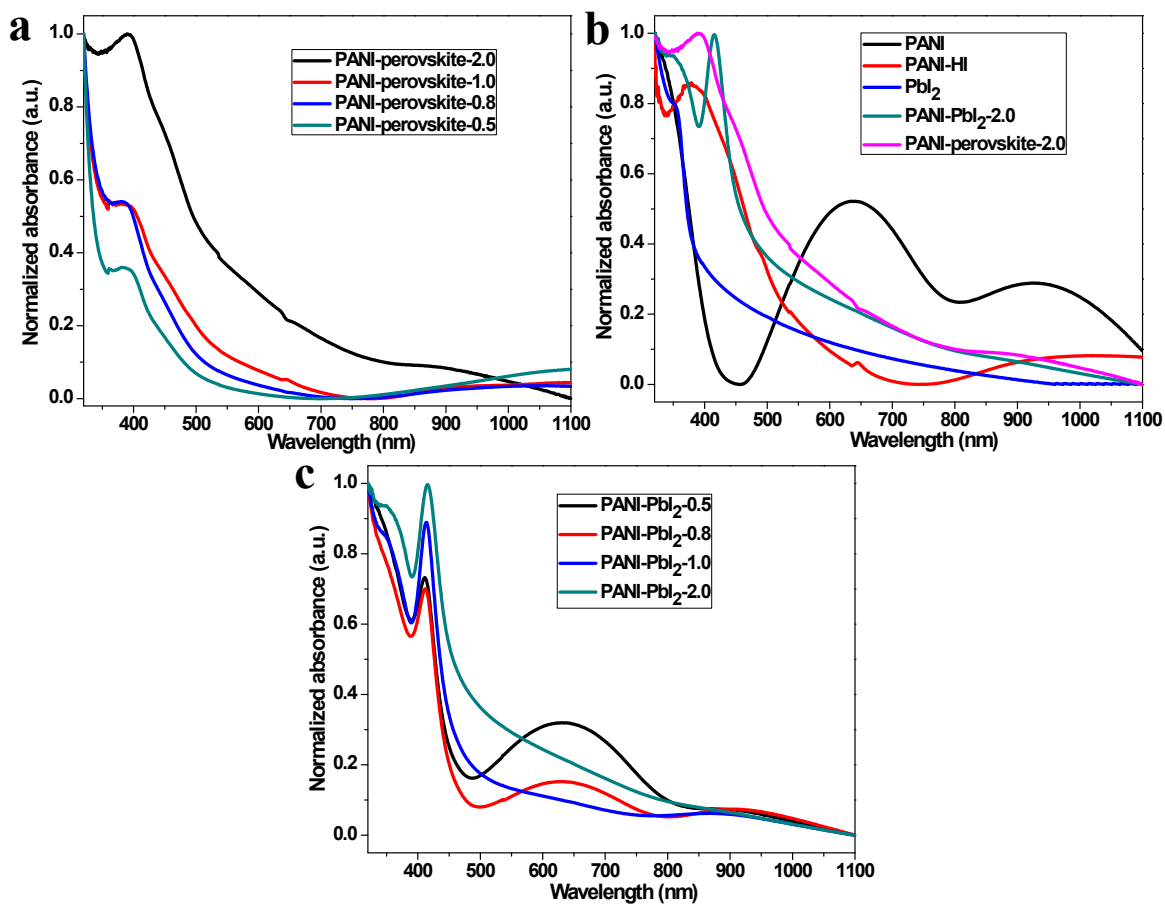 a
Normalized absorbance (a.u.)
1.0
0.8
0.6
0.4
0.2
0.0
PANI-perovskite-2.0
PANI-perovskite-1.0
PANI-perovskite-0.8
PANI-perovskite-0.5
400 500 600 700 800 900 1000 1100
Wavelength (nm)
b
Normalized absorbance (a.u.)
1.0
0.8
0.6
0.4
0.2
0.0
PANI
PANI-HI
PbI2
PANI-PbI2-2.0
PANI-perovskite-2.0
400 500 600 700 800 900 1000 1100
Wavelength (nm)
c
Normalized absorbance (a.u.)
1.0
0.8
0.6
0.4
0.2
0.0
PANI-PbI2-0.5
PANI-PbI2-0.8
PANI-PbI2-1.0
PANI-PbI2-2.0
400 500 600 700 800 900 1000 1100
Wavelength (nm)